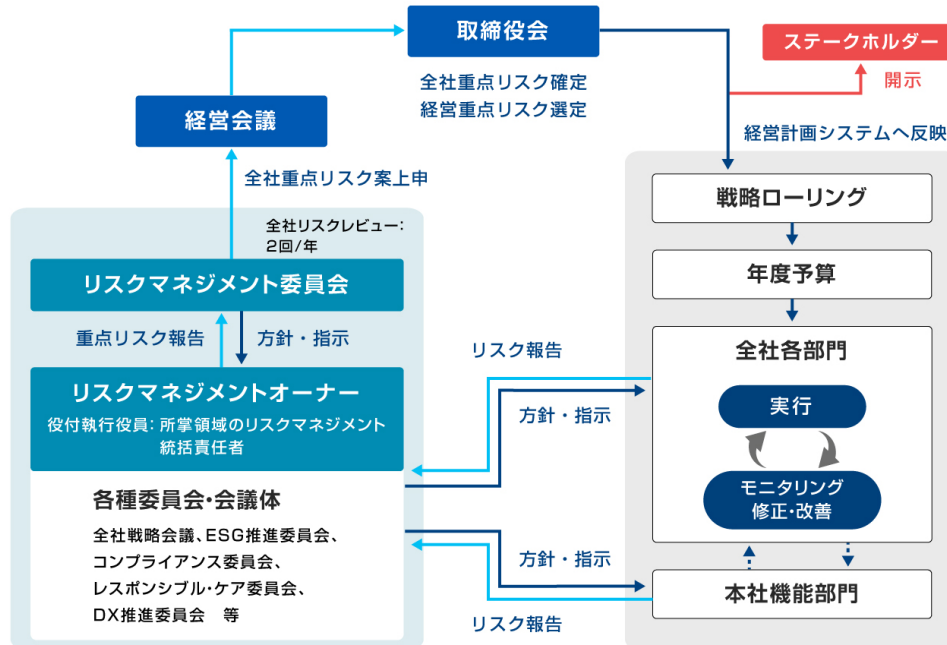 取締役会
ステークホルダー
全社重点リスク確定
経営重点リスク選定
開示
経営会議
経営計画システムへ反映
全社重点リスク案上申
戦略ローリング
全社リスクレビュー：
2回/年
年度予算
リスクマネジメント委員会
重点リスク報告
方針・指示
全社各部門
リスク報告
リスクマネジメントオーナー
役付執行役員：所掌領域のリスクマネジメント
統括責任者
方針・指示
実行
各種委員会・会議体
全社戦略会議、ESG推進委員会、
コンプライアンス委員会、
レスポンシブル・ケア委員会、
DX推進委員会　等
モニタリング
修正・改善
方針・指示
本社機能部門
リスク報告